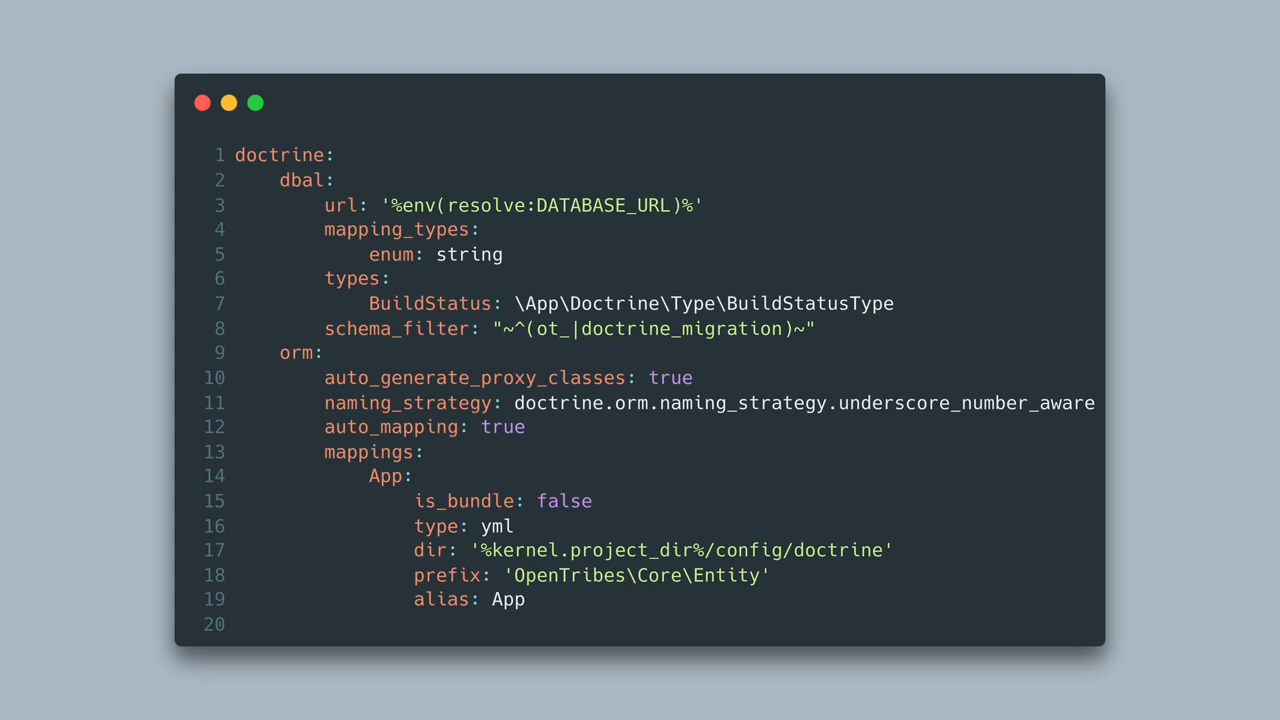 1 doctrine:
2     dbal:
3         url: '%env(resolve:DATABASE_URL)%'
4         mapping_types:
5             enum: string
6         types:
7             BuildStatus: \App\Doctrine\Type\BuildStatusType
8         schema_filter: "~^(ot_|doctrine_migration)~"
9     orm:
10         auto_generate_proxy_classes: true
11         naming_strategy: doctrine.orm.naming_strategy.underscore_number_aware
12         auto_mapping: true
13         mappings:
14             App:
15                 is_bundle: false
16                 type: yml
17                 dir: '%kernel.project_dir%/config/doctrine'
18                 prefix: 'OpenTribes\Core\Entity'
19                 alias: App
20